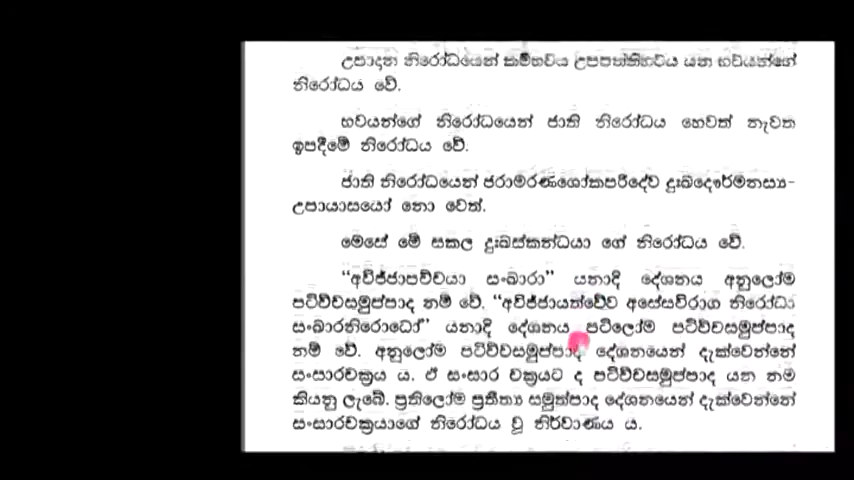 උපාදාන නිරෝධයෙන් කම්භවය උපපත්තිභවය යන භවයන්ගේ
නිරෝධය වේ.
භවයන්ගේ නිරෝධයෙන් ජාති නිරෝධය හෙවත් නැවත
ඉපදීමේ නිරෝධය වේ.
ජාති නිරෝධයෙන් ජරාමරණශෝකපරිදේව දුඃඛදෞර්මනස්‍ය-
උපායාසයෝ නො වෙත්.
මෙසේ මේ සකල දුඃඛස්කන්ධයා ගේ නිරෝධය වේ.
“අවිජ්ජාපච්චයා සංඛාරා” යනාදි දේශනය අනුලෝම
පටිච්චසමුප්පාද නම් වේ. “අවිජ්ජායත්වේව අසේසවිරාග නිරෝධා
සංඛාරනිරොධෝ” යනාදි දේශනය පටිලෝම පටිච්චසමුප්පාද
නම් වේ. අනුලෝම පටිච්චසමුප්පාද දේශනයෙන් දැක්වෙන්නේ
සංසාරචක්‍රය ය. ඒ සංසාර චක්‍රයට ද පටිච්චසමුප්පාද යන නම
කියනු ලැබේ. ප්‍රතිලෝම ප්‍රතීත්‍ය සමුත්පාද දේශනයෙන් දැක්වෙන්නේ
සංසාරචක්‍රයාගේ නිරෝධය වූ නිර්වාණය ය.